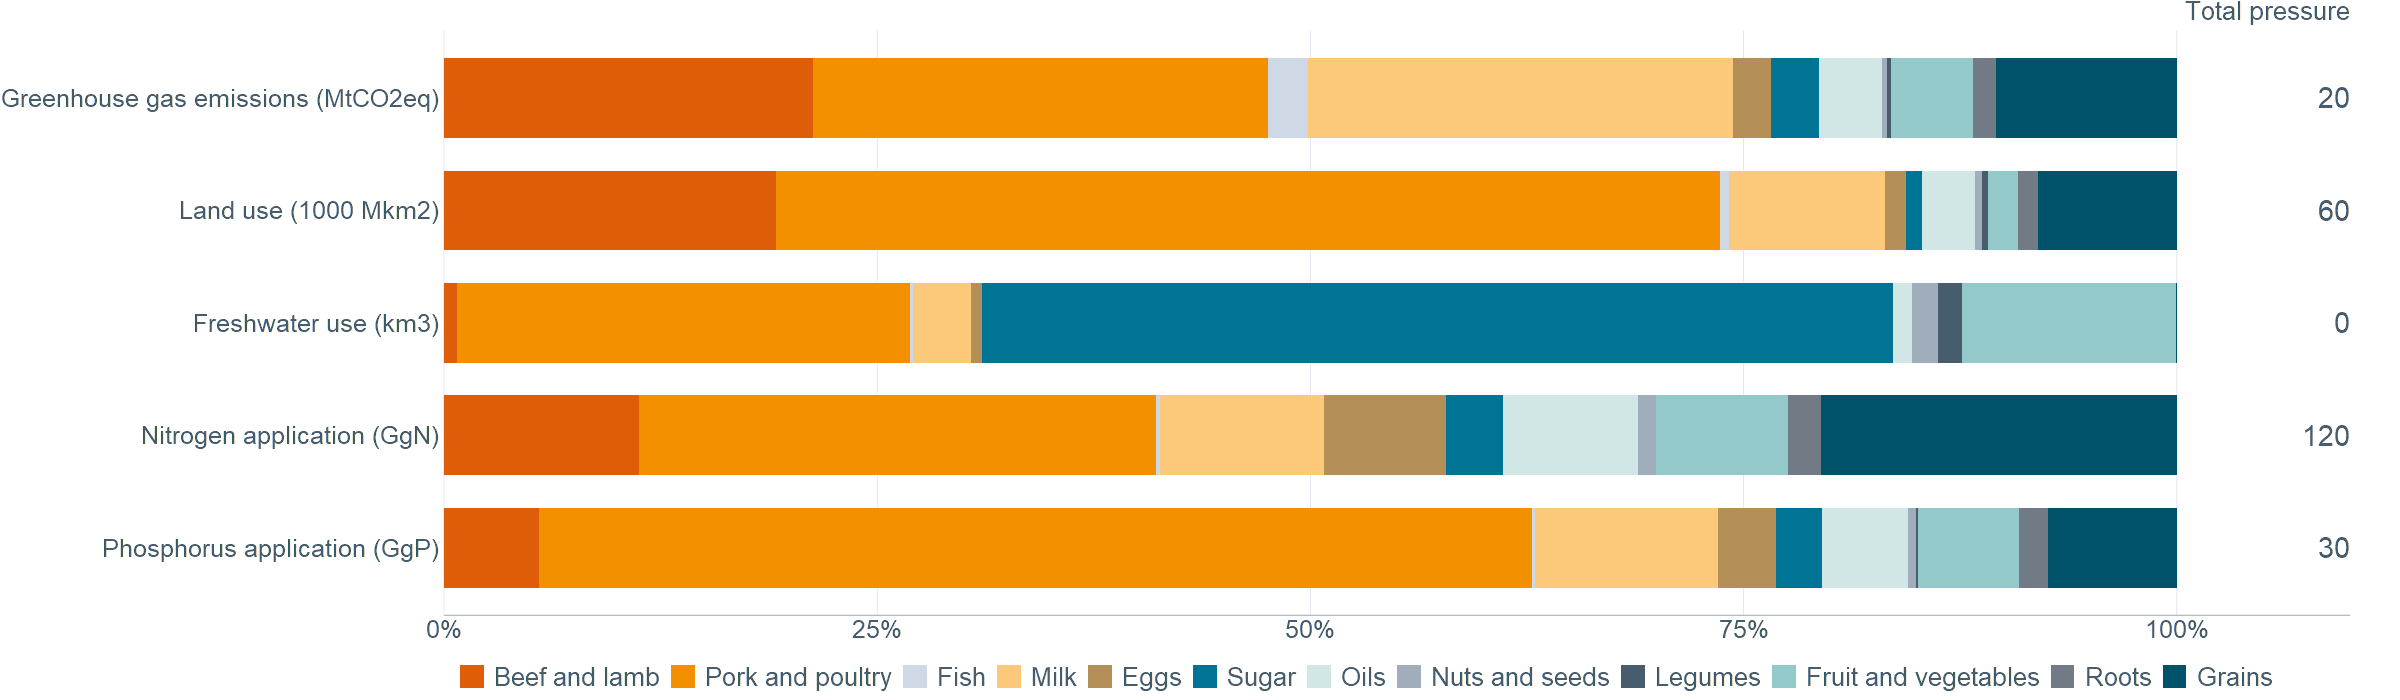 Total pressure
Greenhouse gas emissions (MtCO2eq) 20
Land use (1000 Mkm2) 60
Freshwater use (km3) 0
Nitrogen application (GgN) 120
Phosphorus application (GgP) 30
0% 25% 50% 75% 100%
Beef and lamb Pork and poultry Fish Milk Eggs Sugar Oils Nuts and seeds Legumes Fruit and vegetables Roots Grains